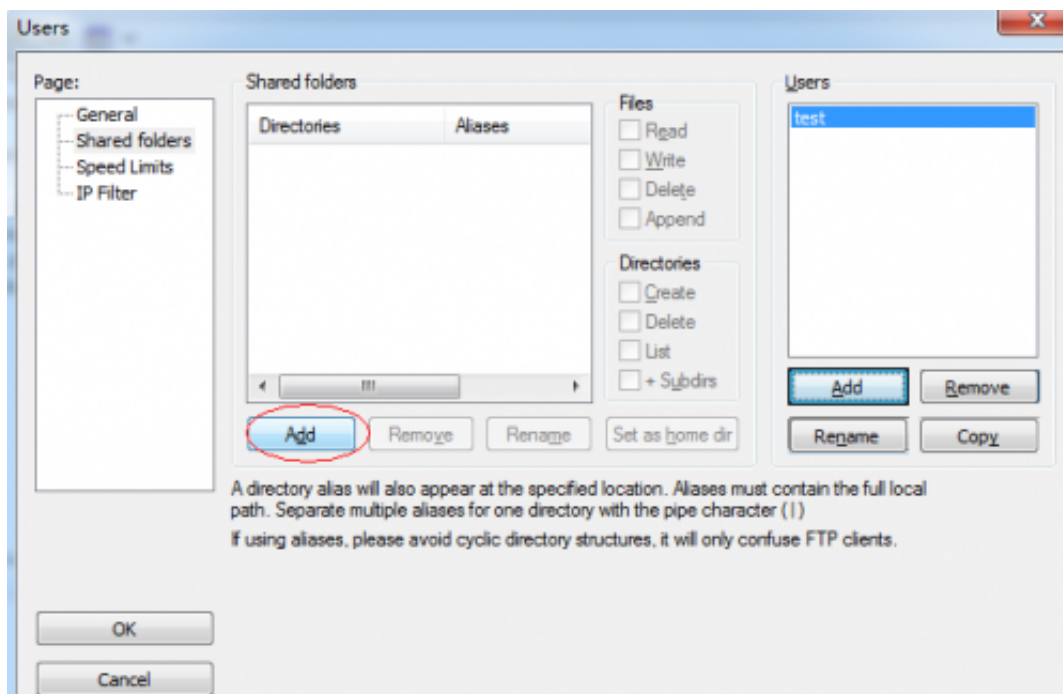 Users
Page:
General
Shared folders
Speed Limits
IP Filter
Shared folders
Directories Aliases
Add Remove Rename Set as home dir
Files
Read
Write
Delete
Append
Directories
Create
Delete
List
+ Subdirs
Users
test
Add Remove
Rename Copy
A directory alias will also appear at the specified location. Aliases must contain the full local
path. Separate multiple aliases for one directory with the pipe character ( | )
If using aliases, please avoid cyclic directory structures, it will only confuse FTP clients.
OK
Cancel